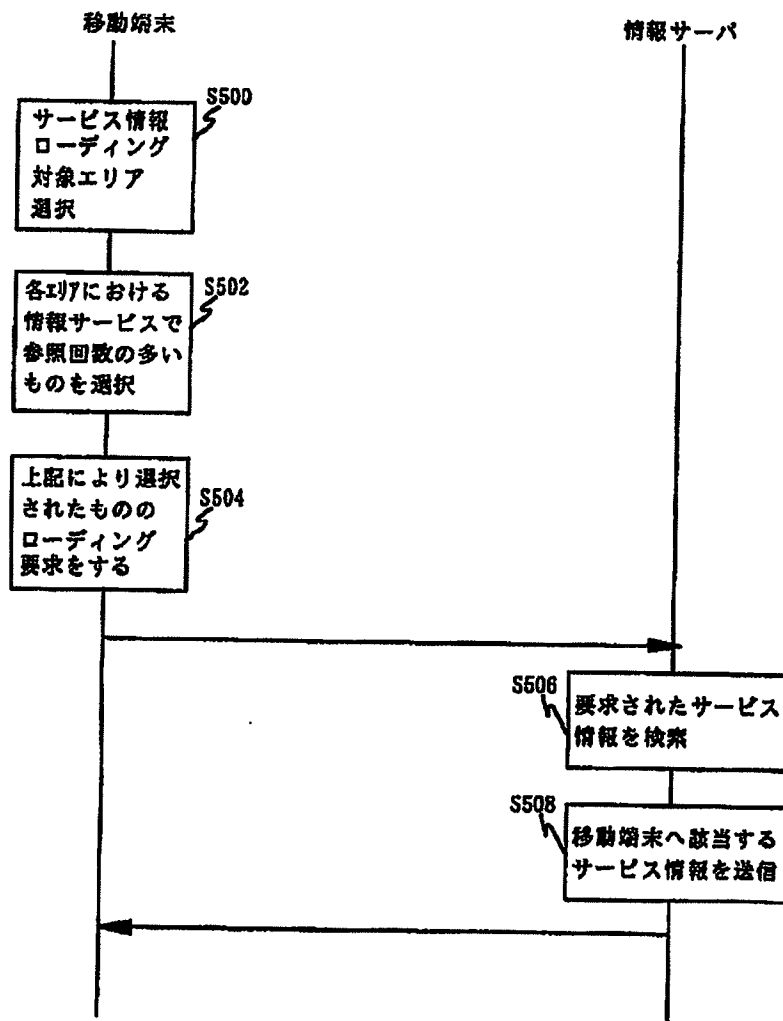 移動端末
情報サーバ
S500
サービス情報
ローディング
対象エリア
選択
S502
各エリアにおける
情報サービスで
参照回数の多い
ものを選択
S504
上記により選択
されたものの
ローディング
要求をする
S506
要求されたサービス
情報を検察
S508
移動端末へ該当する
サービス情報を送信